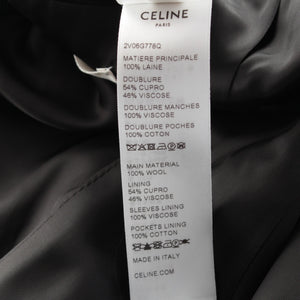 CELINE
PARIS
2V06G778Q
MATIERE PRINCIPALE
100% LAINE
DOUBLURE
54% CUPRO
46% VISCOSE
DOUBLURE MANCHES
100% VISCOSE
DOUBLURE POCHES
100% COTON
MAIN MATERIAL
100% WOOL
LINING
54% CUPRO
46% VISCOSE
SLEEVES LINING
100% VISCOSE
POCKETS LINING
100% COTTON
MADE IN ITALY
CELINE.COM